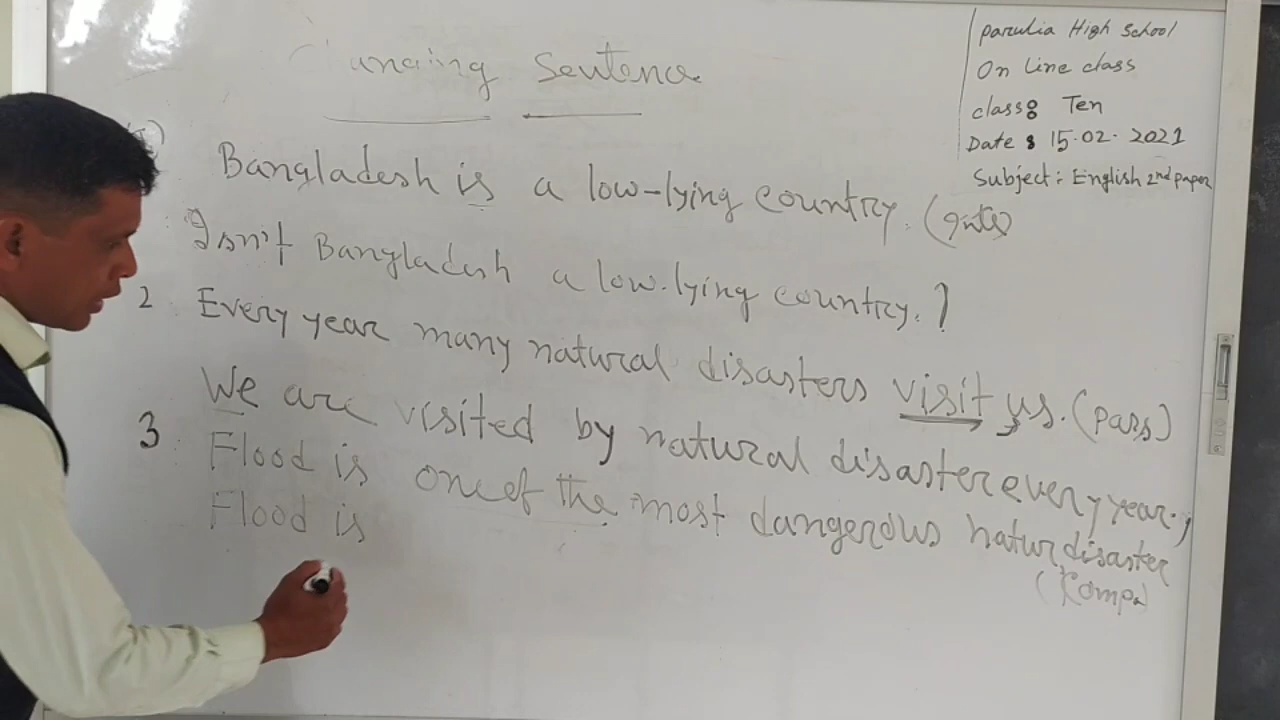 Changing Sentence
parulia High School
On line class
class: Ten
Date : 15.02.2021
Subject: English 2nd paper
Bangladesh is a low-lying country.
Isn't Bangladesh a low-lying country.?
2. Every year many natural disasters visit us. (pass)
We are visited by natural disaster every year.
3. Flood is one of the most dangerous natur disaster
(Compa)
Flood is